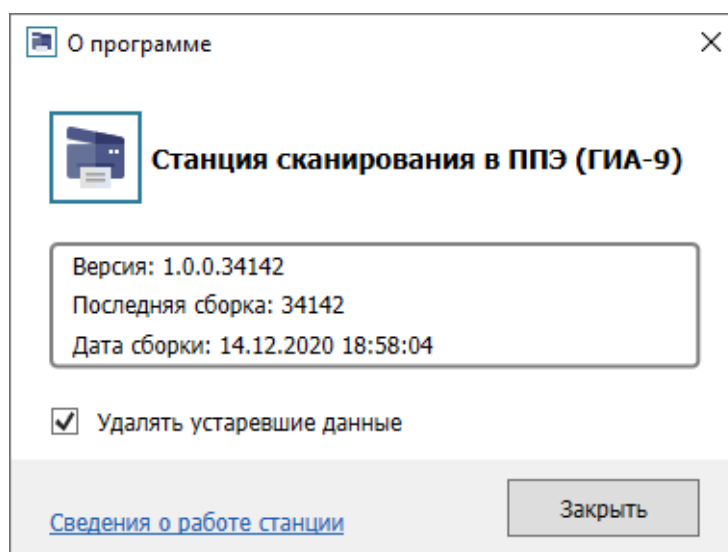 О программе
Станция сканирования в ППЭ (ГИА-9)
Версия: 1.0.0.34142
Последняя сборка: 34142
Дата сборки: 14.12.2020 18:58:04
Удалять устаревшие данные
Сведения о работе станции
Закрыть